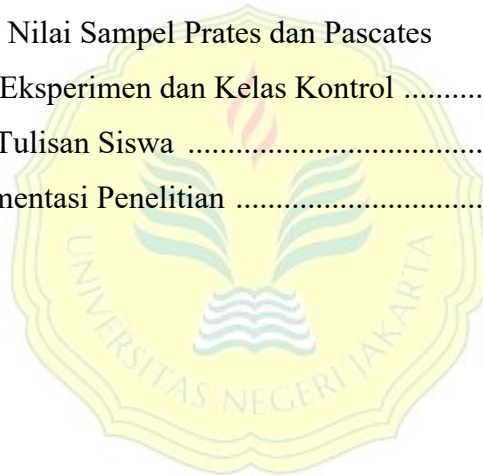 Nilai Sampel Prates dan Pascates
Eksperimen dan Kelas Kontrol ..........
Tulisan Siswa ....................................
mentasi Penelitian ..............................
UNIVERSITAS NEGERI JAKARTA